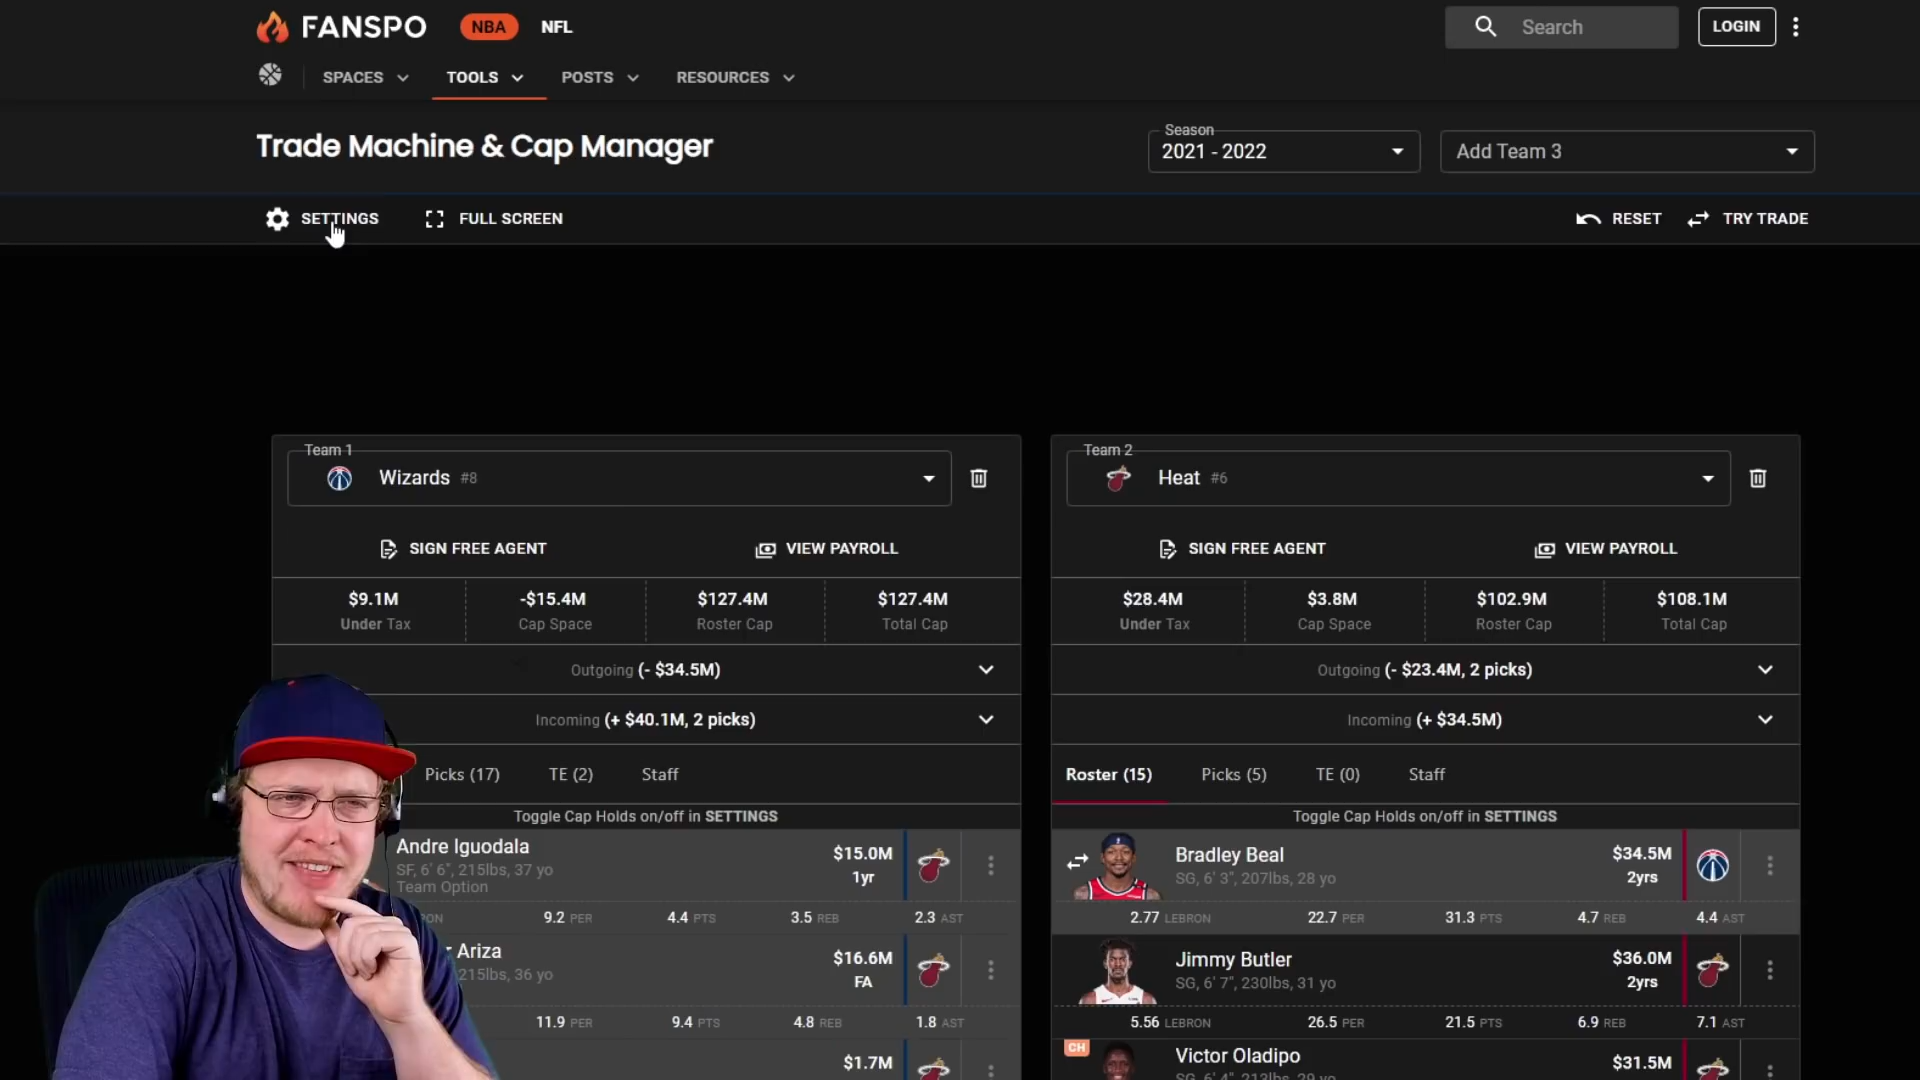 FANSPO NBA NFL Search LOGIN
SPACES TOOLS POSTS RESOURCES
Trade Machine & Cap Manager
Season
2021 - 2022
Add Team 3
SETTINGS FULL SCREEN RESET TRY TRADE
Team 1
Wizards #8
SIGN FREE AGENT VIEW PAYROLL
$9.1M -$15.4M $127.4M $127.4M
Under Tax Cap Space Roster Cap Total Cap
Outgoing (- $34.5M)
Incoming (+ $40.1M, 2 picks)
Picks (17) TE (2) Staff
Toggle Cap Holds on/off in SETTINGS
Andre Iguodala $15.0M
SF, 6' 6", 215lbs, 37 yo 1yr
Team Option
9.2 PER 4.4 PTS 3.5 REB 2.3 AST
Ariza $16.6M
215lbs, 36 yo FA
11.9 PER 9.4 PTS 4.8 REB 1.8 AST
$1.7M
Team 2
Heat #6
SIGN FREE AGENT VIEW PAYROLL
$28.4M $3.8M $102.9M $108.1M
Under Tax Cap Space Roster Cap Total Cap
Outgoing (- $23.4M, 2 picks)
Incoming (+ $34.5M)
Roster (15) Picks (5) TE (0) Staff
Toggle Cap Holds on/off in SETTINGS
Bradley Beal $34.5M
SG, 6' 3", 207lbs, 28 yo 2yrs
2.77 LEBRON 22.7 PER 31.3 PTS 4.7 REB 4.4 AST
Jimmy Butler $36.0M
SG, 6' 7", 230lbs, 31 yo 2yrs
5.56 LEBRON 26.5 PER 21.5 PTS 6.9 REB 7.1 AST
CH
Victor Oladipo $31.5M
SG, 6' 4", 213lbs, 29 yo